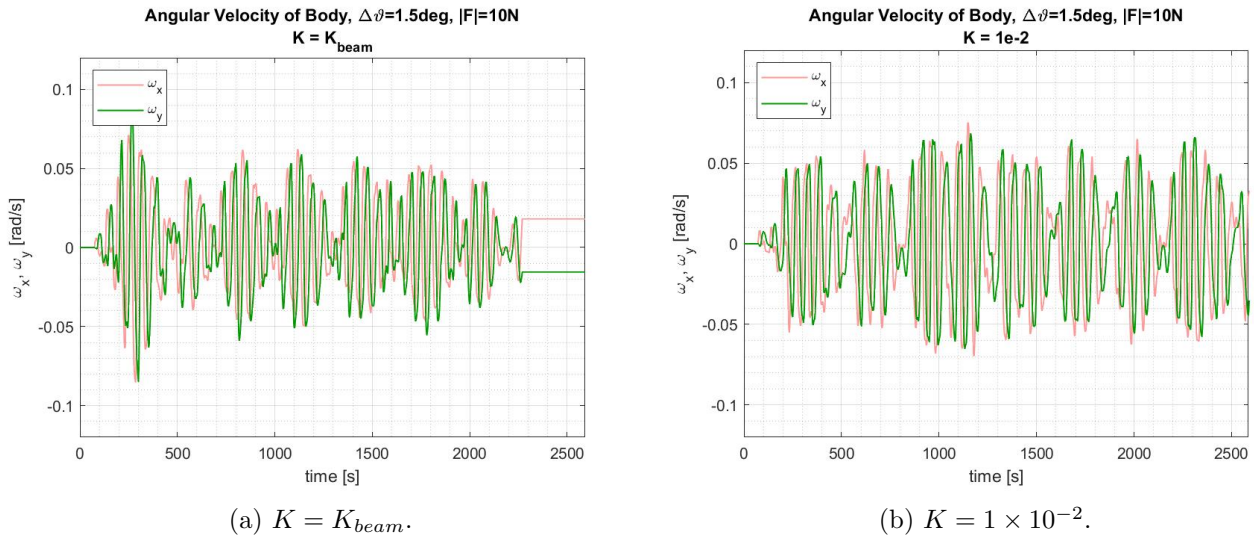 Angular Velocity of Body, Δϑ=1.5deg, |F|=10N
K = K_beam
ω_x
ω_y
0.1
0.05
0
-0.05
-0.1
ω_x, ω_y [rad/s]
0 500 1000 1500 2000 2500
time [s]
(a) K = K_beam.
Angular Velocity of Body, Δϑ=1.5deg, |F|=10N
K = 1e-2
ω_x
ω_y
0.1
0.05
0
-0.05
-0.1
ω_x, ω_y [rad/s]
0 500 1000 1500 2000 2500
time [s]
(b) K = 1 × 10⁻².